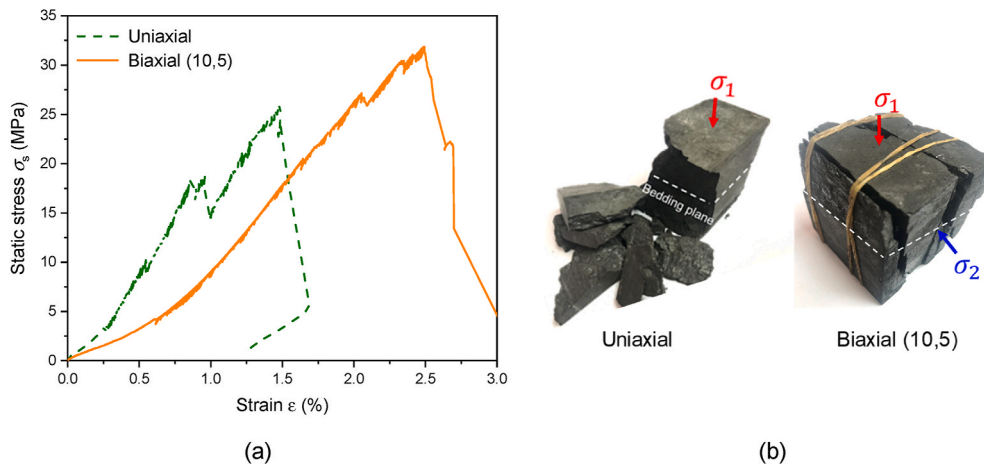 35
30
25
20
15
10
5
0
0.0 0.5 1.0 1.5 2.0 2.5 3.0
Static stress σs (MPa)
Strain ε (%)
Uniaxial
Biaxial (10,5)
(a)
σ1
Bedding plane
Uniaxial
σ1
σ2
Biaxial (10,5)
(b)